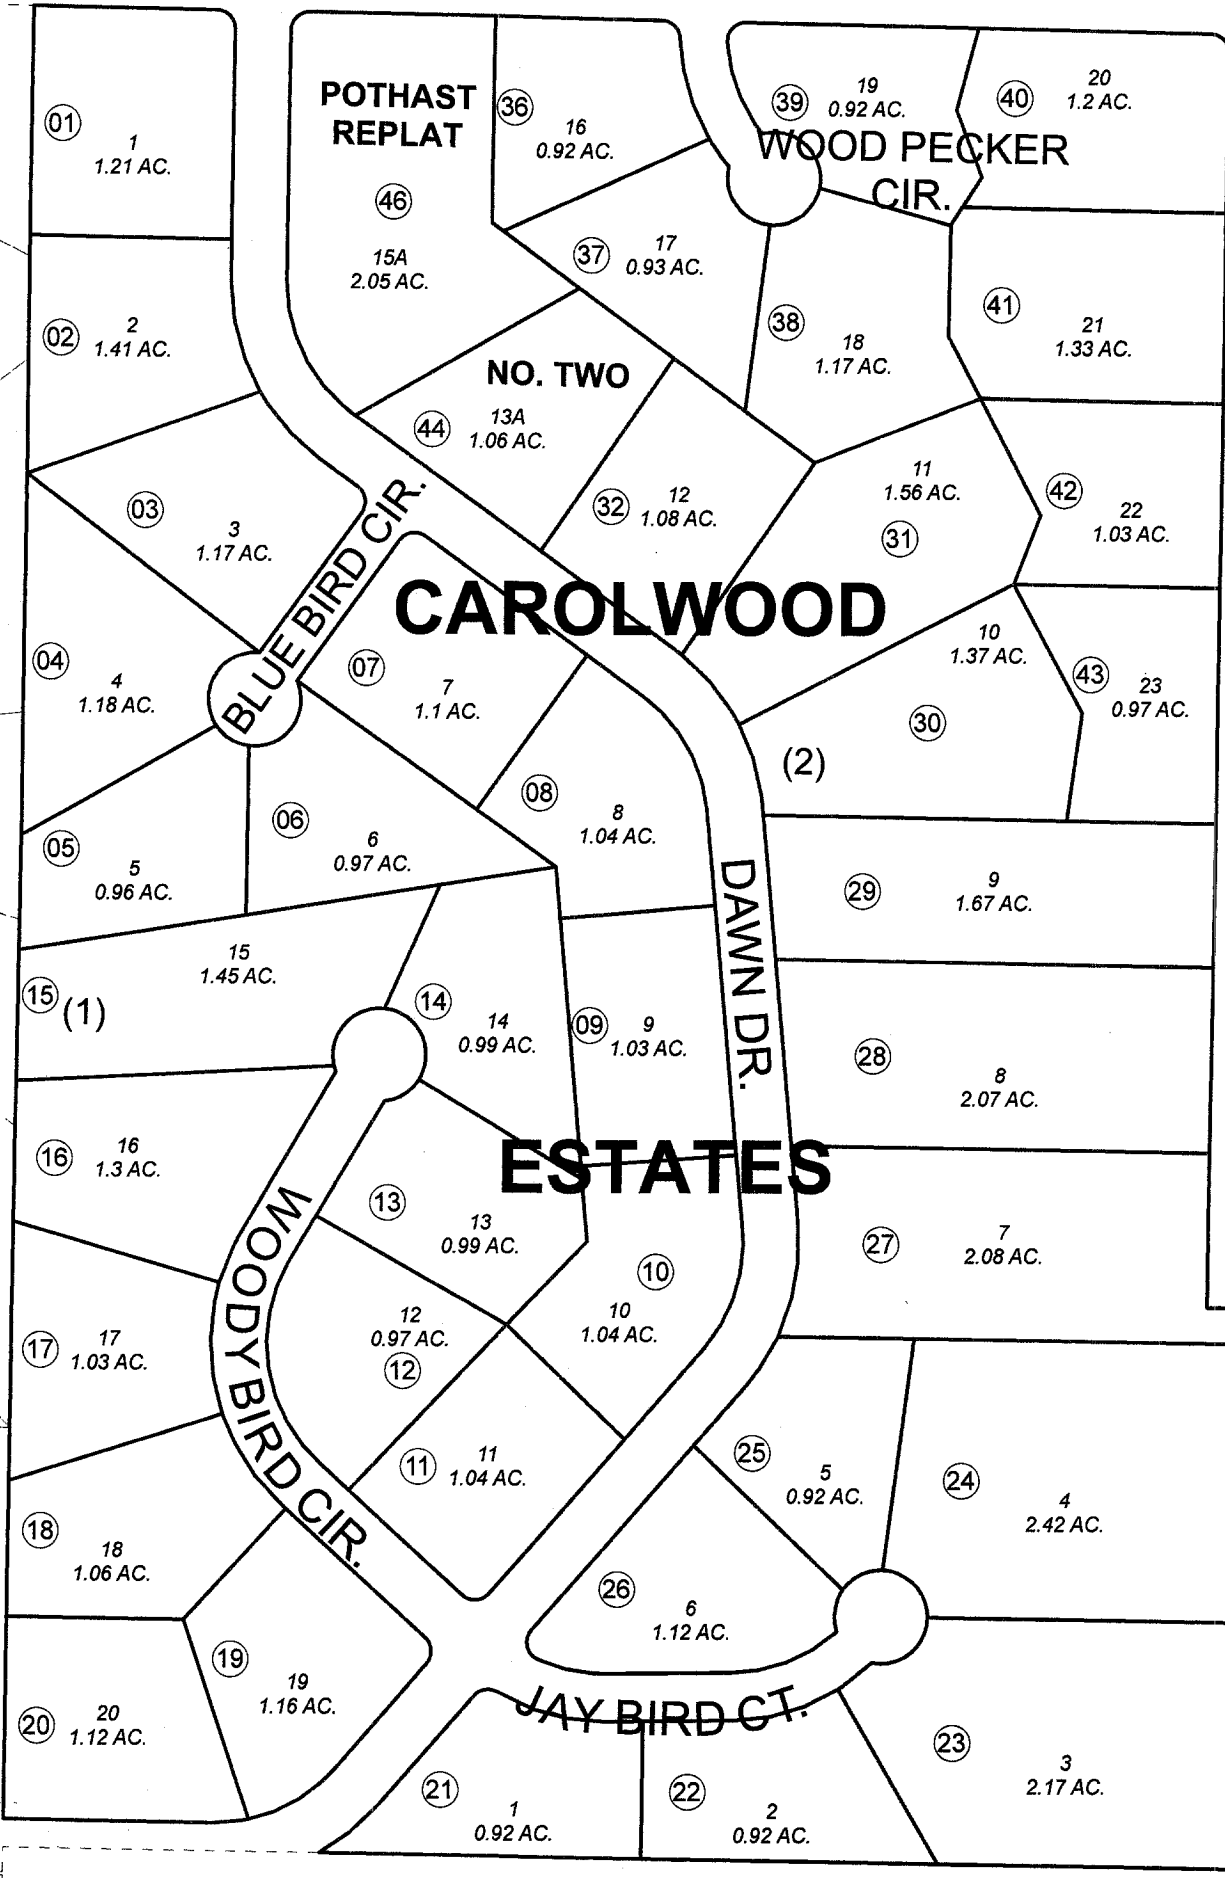 POTHAST
REPLAT
46
15A
2.05 AC.
01
1
1.21 AC.
36
16
0.92 AC.
39
19
0.92 AC.
WOOD PECKER
CIR.
40
20
1.2 AC.
02
2
1.41 AC.
37
17
0.93 AC.
38
18
1.17 AC.
41
21
1.33 AC.
NO. TWO
44
13A
1.06 AC.
03
3
1.17 AC.
BLUE BIRD CIR.
32
12
1.08 AC.
11
1.56 AC.
31
42
22
1.03 AC.
CAROLWOOD
04
4
1.18 AC.
07
7
1.1 AC.
10
1.37 AC.
30
43
23
0.97 AC.
(2)
05
5
0.96 AC.
06
6
0.97 AC.
08
8
1.04 AC.
DAWN DR.
29
9
1.67 AC.
15
1.45 AC.
15
(1)
14
14
0.99 AC.
09
9
1.03 AC.
28
8
2.07 AC.
ESTATES
16
16
1.3 AC.
WOODY BIRD CIR.
13
13
0.99 AC.
10
10
1.04 AC.
27
7
2.08 AC.
17
17
1.03 AC.
12
0.97 AC.
12
11
11
1.04 AC.
25
5
0.92 AC.
24
4
2.42 AC.
18
18
1.06 AC.
26
6
1.12 AC.
19
19
1.16 AC.
20
20
1.12 AC.
JAY BIRD CT.
21
1
0.92 AC.
22
2
0.92 AC.
23
3
2.17 AC.